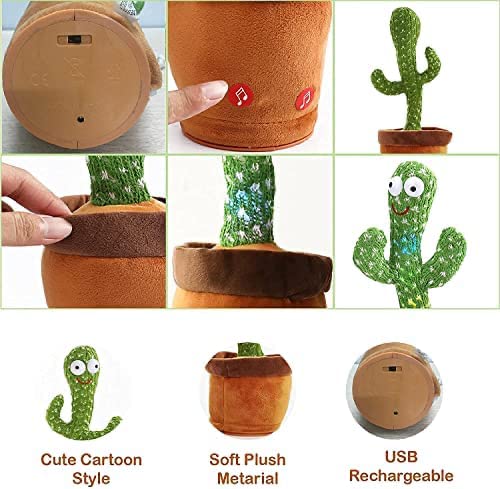 Cute Cartoon
Style
Soft Plush
Metarial
USB
Rechargeable